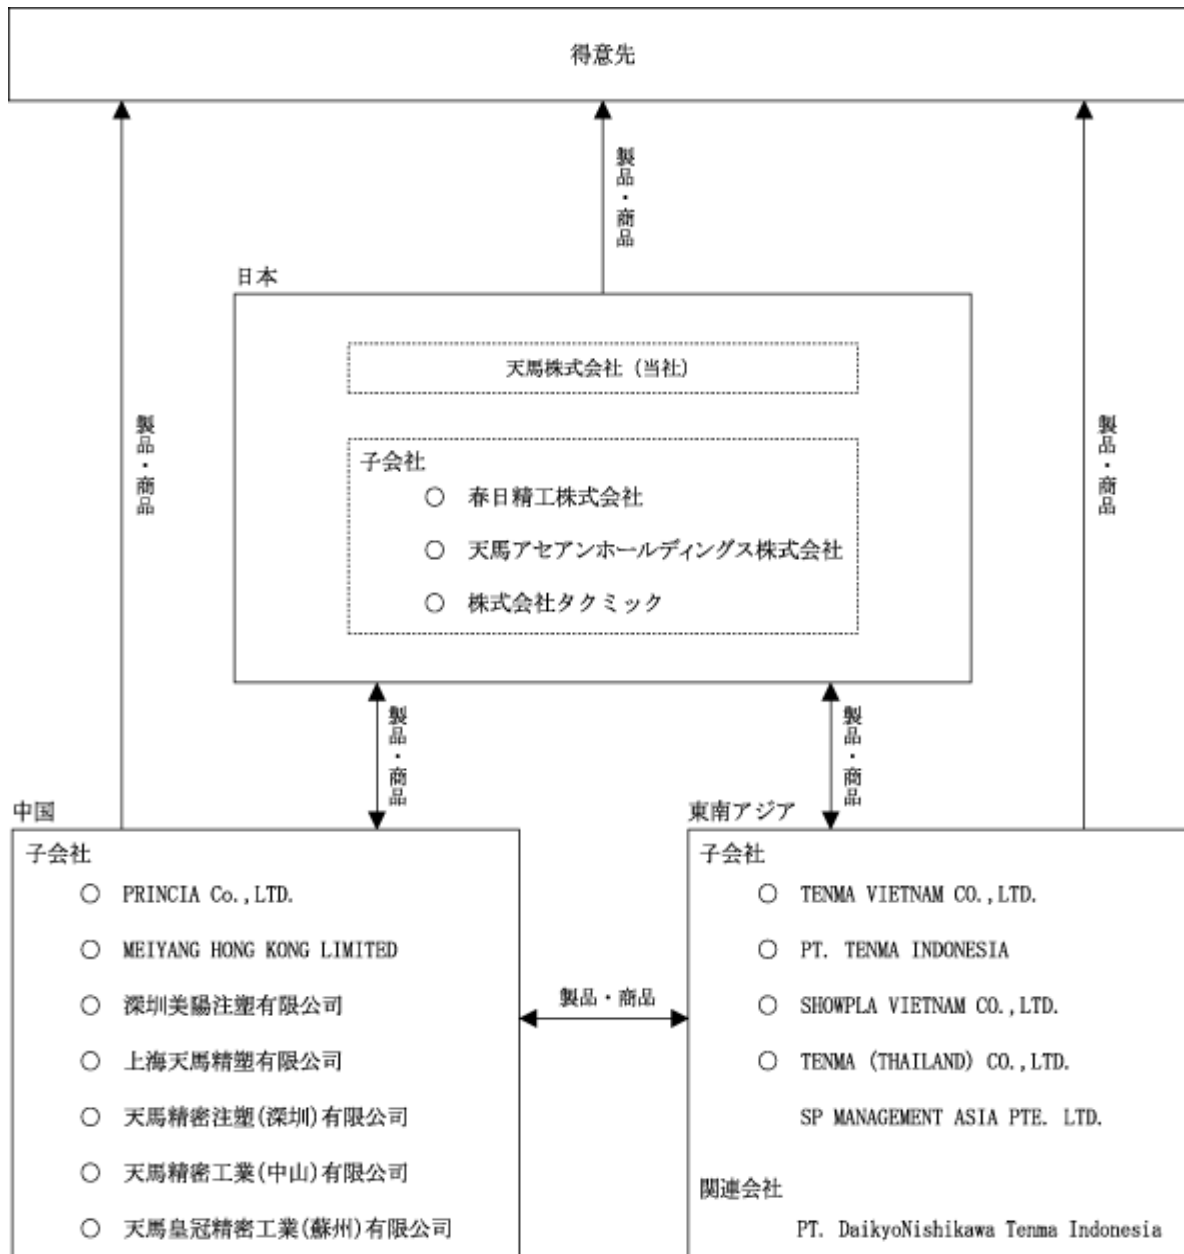 得意先
製品・商品
日本
天馬株式会社（当社）
製品・商品
製品・商品
子会社
○ 春日精工株式会社
○ 天馬アセアンホールディングス株式会社
○ 株式会社タクミック
製品・商品
製品・商品
中国
東南アジア
子会社
○ PRINCIA Co.,LTD.
○ MEIYANG HONG KONG LIMITED
○ 深圳美陽注塑有限公司
○ 上海天馬精塑有限公司
○ 天馬精密注塑(深圳)有限公司
○ 天馬精密工業(中山)有限公司
○ 天馬皇冠精密工業(蘇州)有限公司
製品・商品
子会社
○ TENMA VIETNAM CO.,LTD.
○ PT. TENMA INDONESIA
○ SHOWPLA VIETNAM CO.,LTD.
○ TENMA (THAILAND) CO.,LTD.
SP MANAGEMENT ASIA PTE. LTD.
関連会社
PT. DaikyoNishikawa Tenma Indonesia